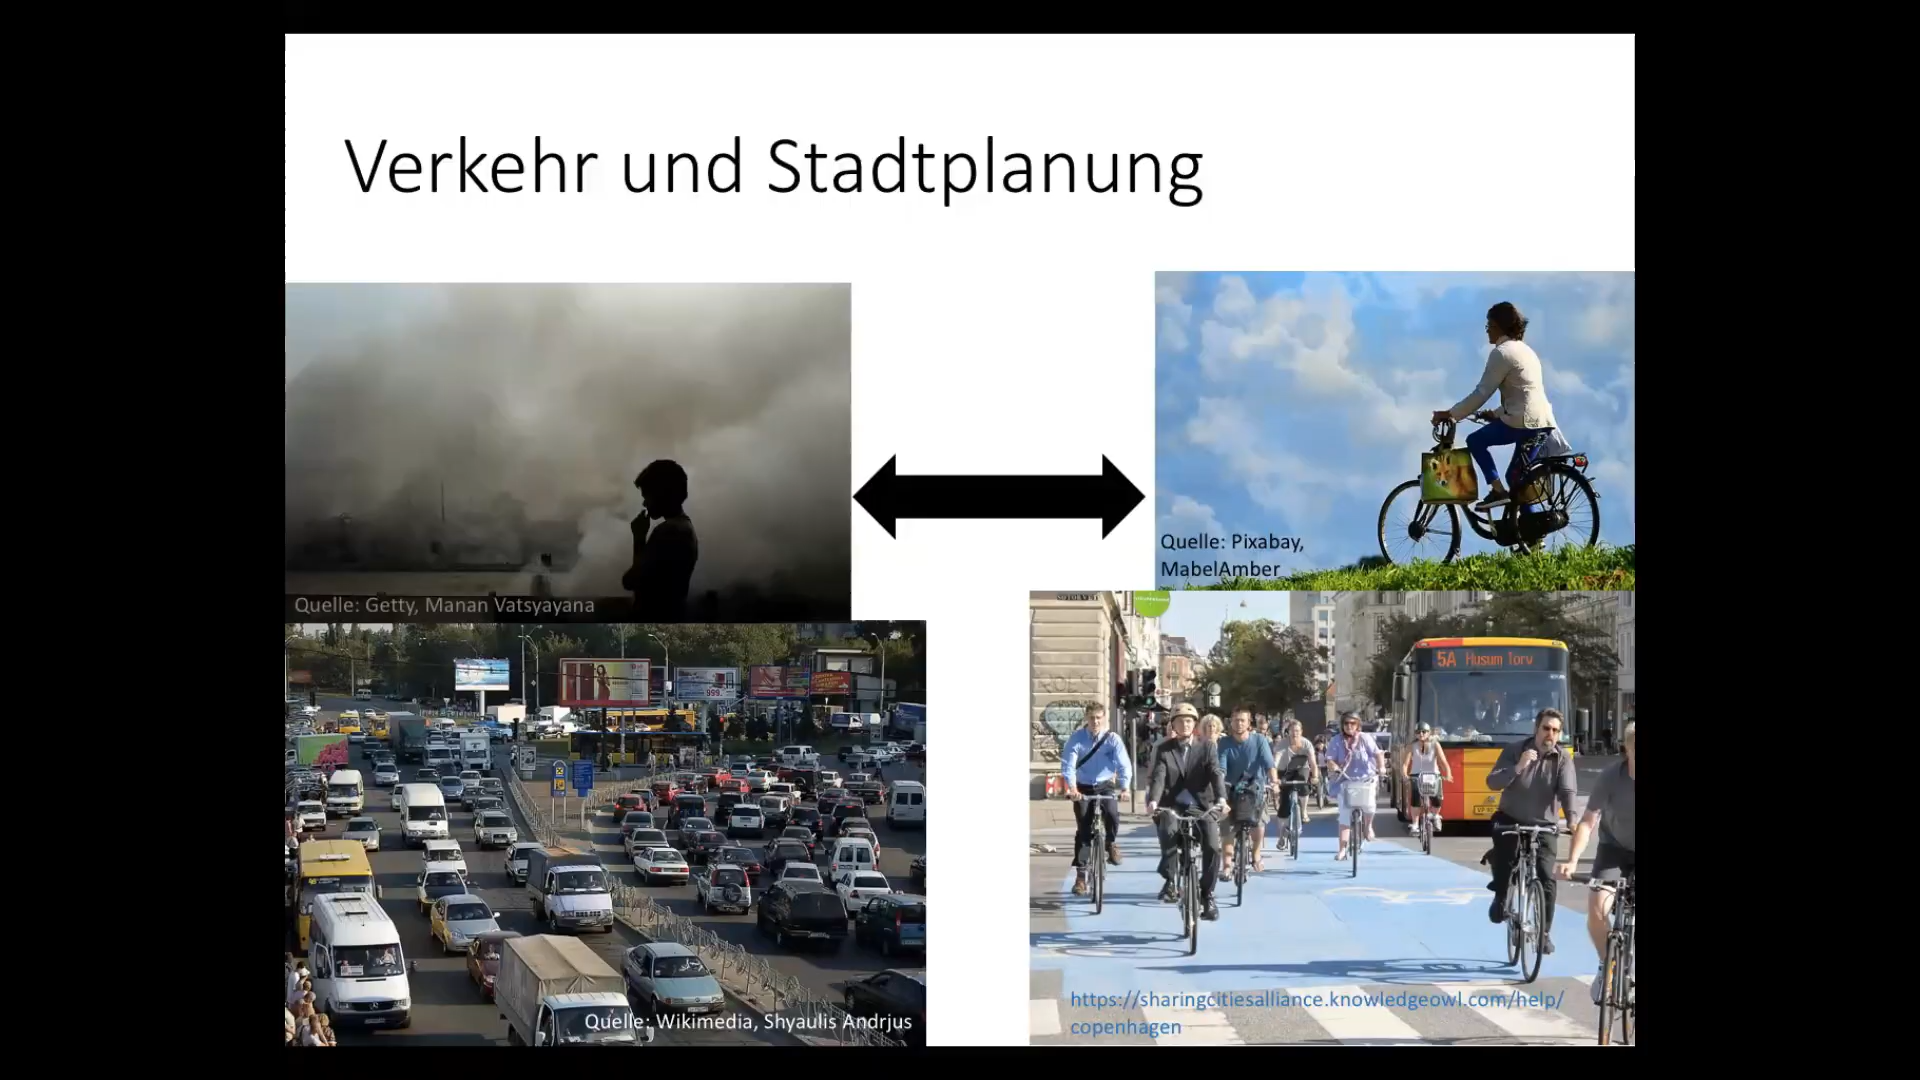 Verkehr und Stadtplanung
Quelle: Getty, Manan Vatsyayana
Quelle: Pixabay,
MabelAmber
999.
5A Husum Torv
Quelle: Wikimedia, Shyaulis Andrjus
https://sharingcitiesalliance.knowledgeowl.com/help/
copenhagen